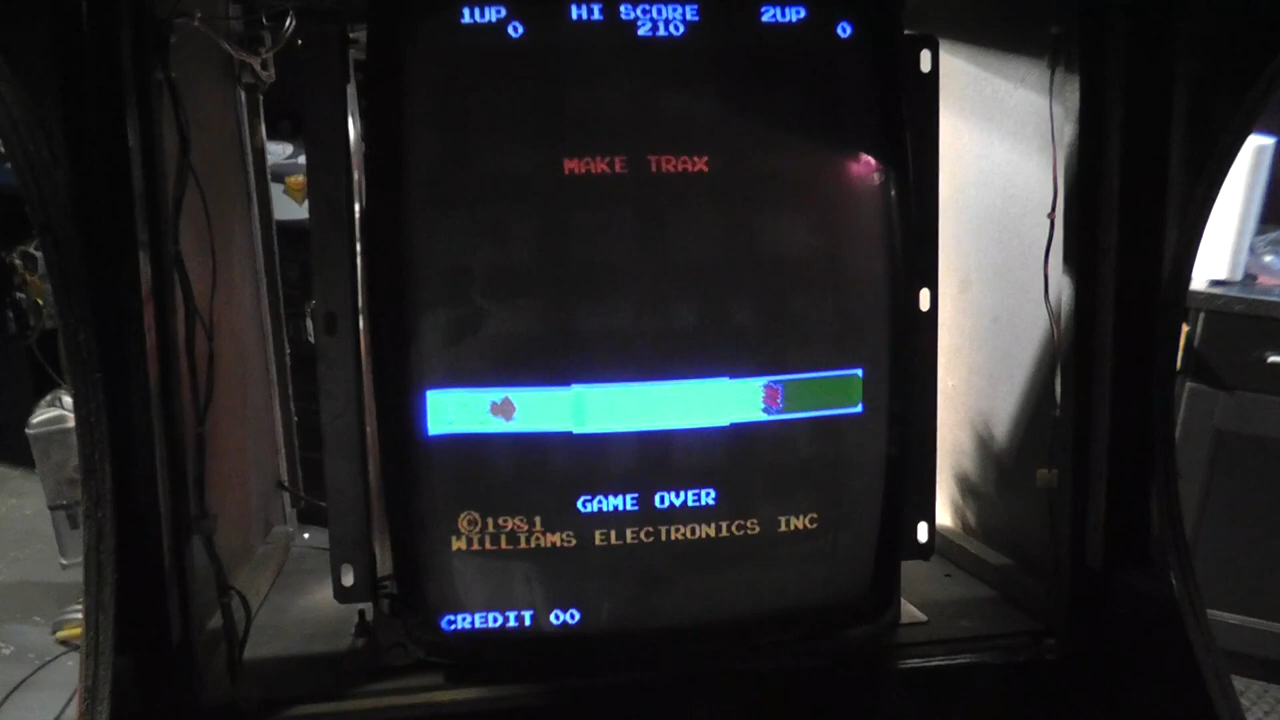 1UP HI SCORE 2UP
0 210 0
MAKE TRAX
GAME OVER
©1981
WILLIAMS ELECTRONICS INC
CREDIT 00